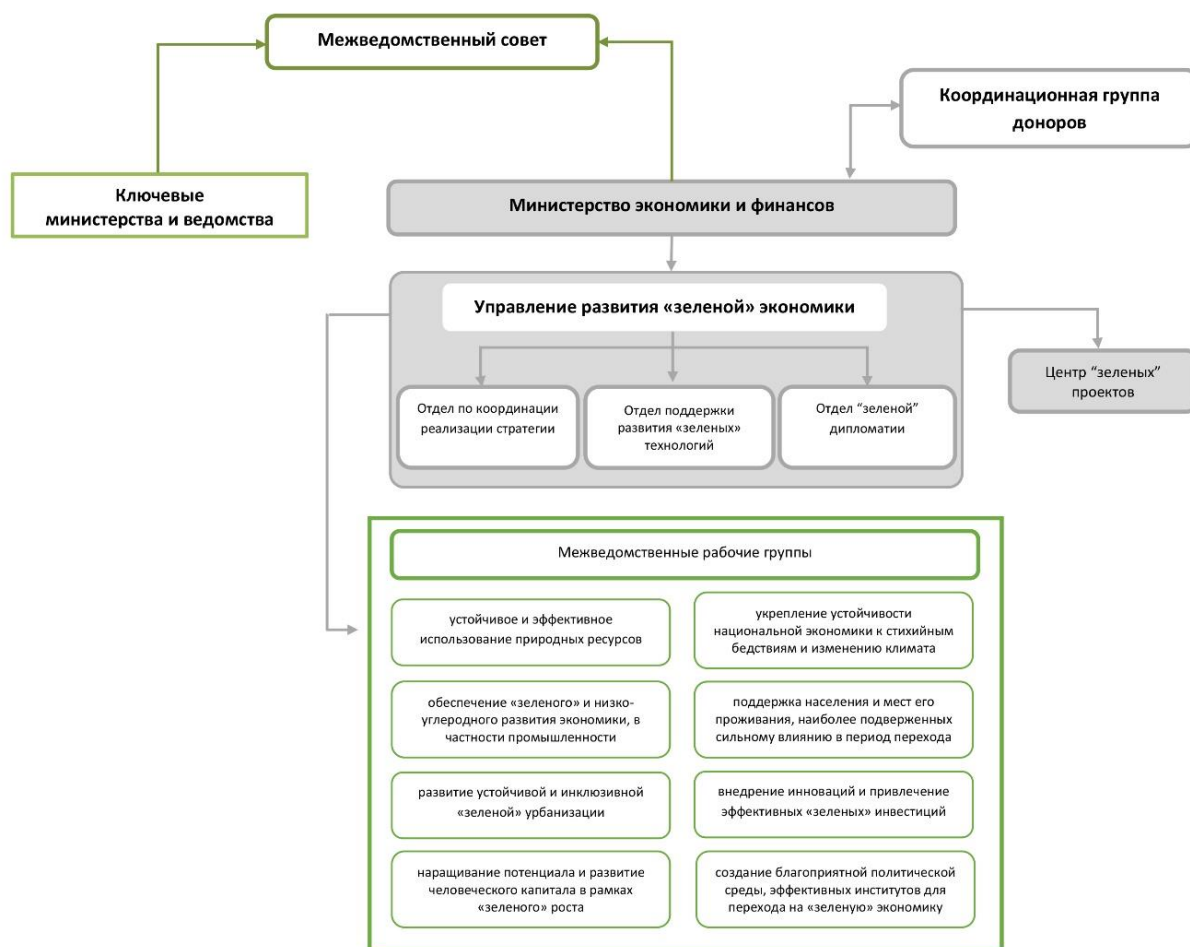 Межведомственный совет
Координационная группа
доноров
Ключевые
министерства и ведомства
Министерство экономики и финансов
Управление развития «зеленой» экономики
Центр “зеленых”
проектов
Отдел по координации
реализации стратегии
Отдел поддержки
развития «зеленых»
технологий
Отдел “зеленой”
дипломатии
Межведомственные рабочие группы
устойчивое и эффективное
использование природных ресурсов
укрепление устойчивости
национальной экономики к стихийным
бедствиям и изменению климата
обеспечение «зеленого» и низко-
углеродного развития экономики, в
частности промышленности
поддержка населения и мест его
проживания, наиболее подверженных
сильному влиянию в период перехода
развитие устойчивой и инклюзивной
«зеленой» урбанизации
внедрение инноваций и привлечение
эффективных «зеленых» инвестиций
наращивание потенциала и развитие
человеческого капитала в рамках
«зеленого» роста
создание благоприятной политической
среды, эффективных институтов для
перехода на «зеленую» экономику